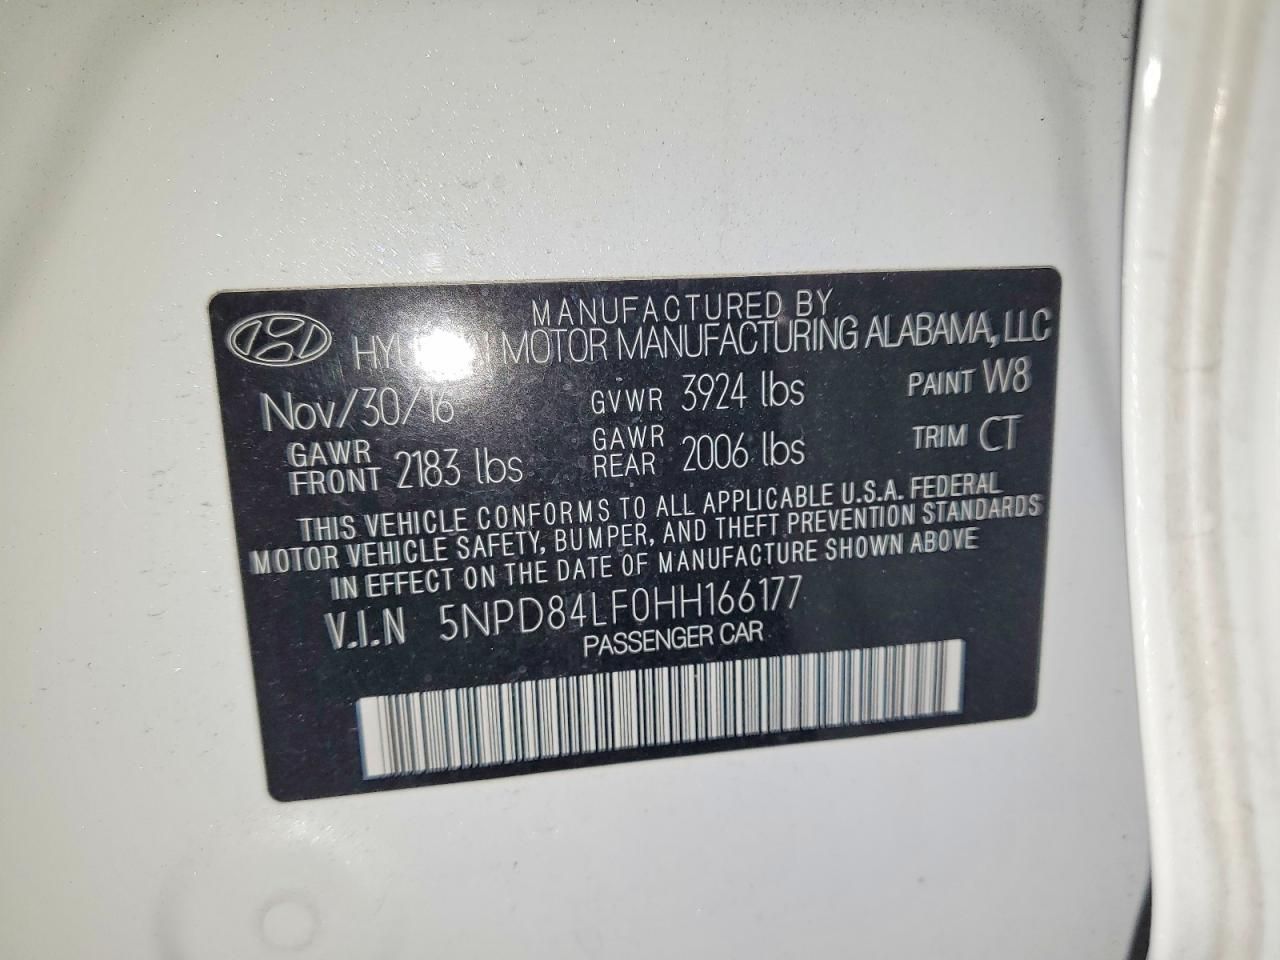 MANUFACTURED BY
HYUNDAI MOTOR MANUFACTURING ALABAMA, LLC
Nov/30/16 GVWR 3924 lbs PAINT W8
GAWR FRONT 2183 lbs GAWR REAR 2006 lbs TRIM CT
THIS VEHICLE CONFORMS TO ALL APPLICABLE U.S.A. FEDERAL
MOTOR VEHICLE SAFETY, BUMPER, AND THEFT PREVENTION STANDARDS
IN EFFECT ON THE DATE OF MANUFACTURE SHOWN ABOVE
V.I.N 5NPD84LF0HH166177
PASSENGER CAR